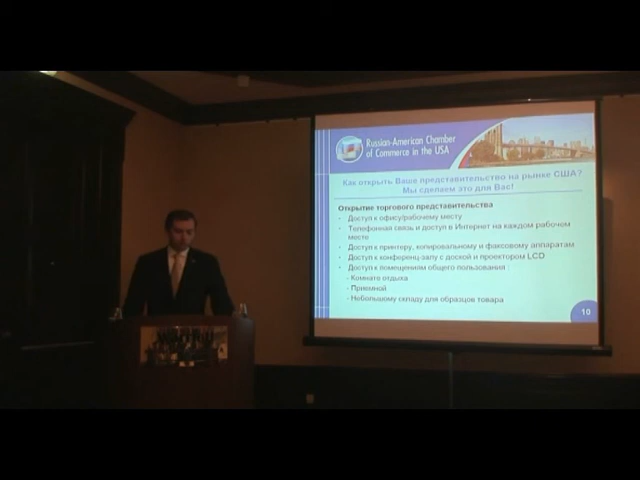 Russian-American Chamber
of Commerce in the USA
Как открыть Ваше представительство на рынке США?
Мы сделаем это для Вас!
Открытие торгового представительства
- Доступ к офису/рабочему месту
- Телефонная связь и доступ в Интернет на каждом рабочем
месте
- Доступ к принтеру, копировальному и факсовому аппаратам
- Доступ к конференц-залу с доской и проектором LCD
- Доступ к помещениям общего пользования :
- Комнате отдыха
- Приемной
- Небольшому складу для образцов товара
10